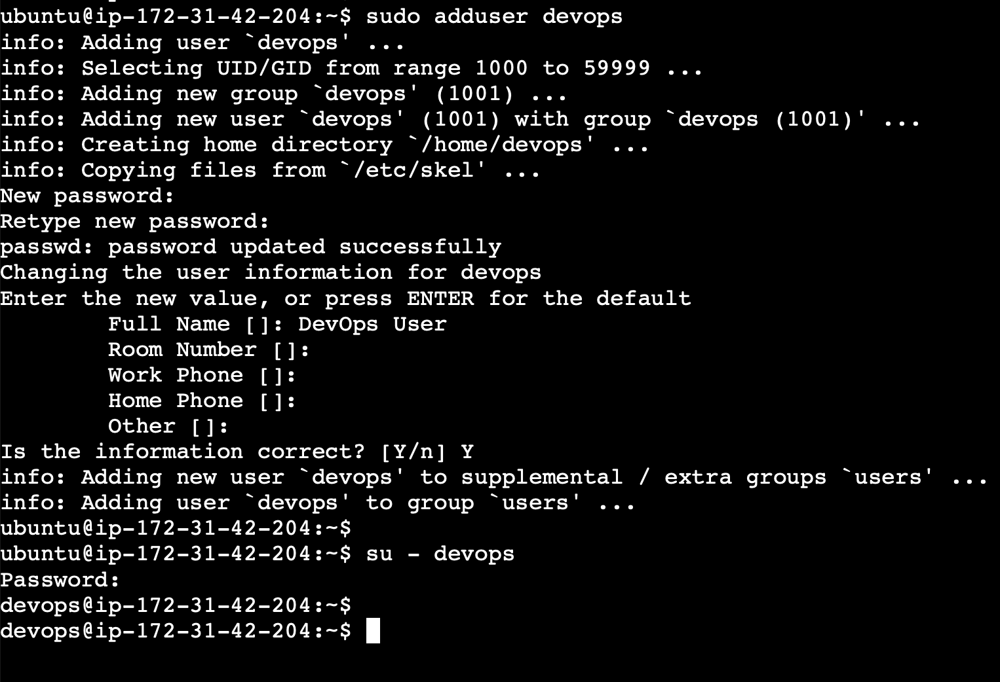 ubuntu@ip-172-31-42-204:~$ sudo adduser devops
info: Adding user `devops' ...
info: Selecting UID/GID from range 1000 to 59999 ...
info: Adding new group `devops' (1001) ...
info: Adding new user `devops' (1001) with group `devops (1001)' ...
info: Creating home directory `/home/devops' ...
info: Copying files from `/etc/skel' ...
New password:
Retype new password:
passwd: password updated successfully
Changing the user information for devops
Enter the new value, or press ENTER for the default
        Full Name []: DevOps User
        Room Number []:
        Work Phone []:
        Home Phone []:
        Other []:
Is the information correct? [Y/n] Y
info: Adding new user `devops' to supplemental / extra groups `users' ...
info: Adding user `devops' to group `users' ...
ubuntu@ip-172-31-42-204:~$
ubuntu@ip-172-31-42-204:~$ su - devops
Password:
devops@ip-172-31-42-204:~$
devops@ip-172-31-42-204:~$